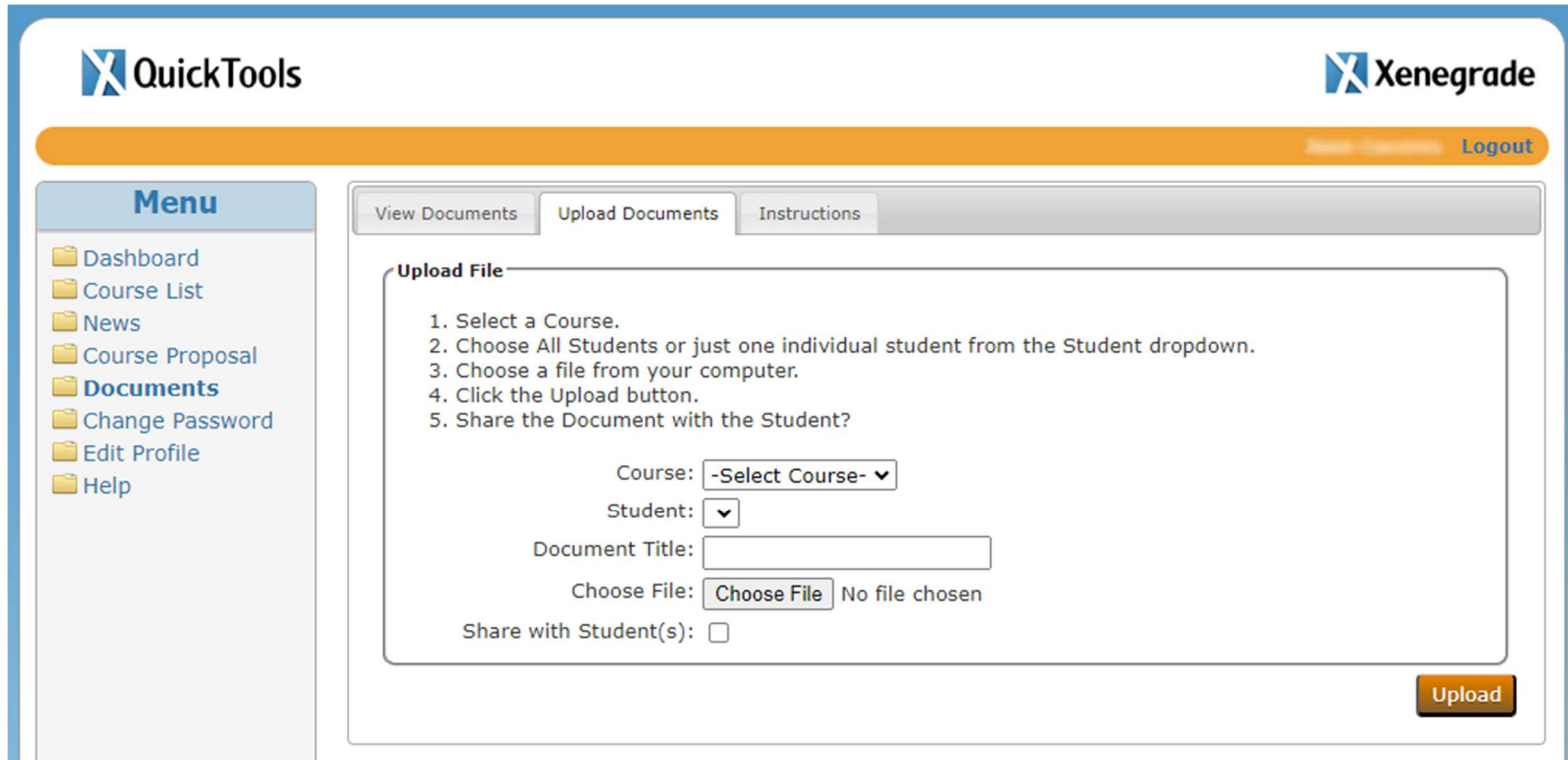 QuickTools
Xenegrade
Logout
Menu
Dashboard
Course List
News
Course Proposal
Documents
Change Password
Edit Profile
Help
View Documents
Upload Documents
Instructions
Upload File
1. Select a Course.
2. Choose All Students or just one individual student from the Student dropdown.
3. Choose a file from your computer.
4. Click the Upload button.
5. Share the Document with the Student?
Course: -Select Course-
Student:
Document Title:
Choose File: Choose File No file chosen
Share with Student(s):
Upload